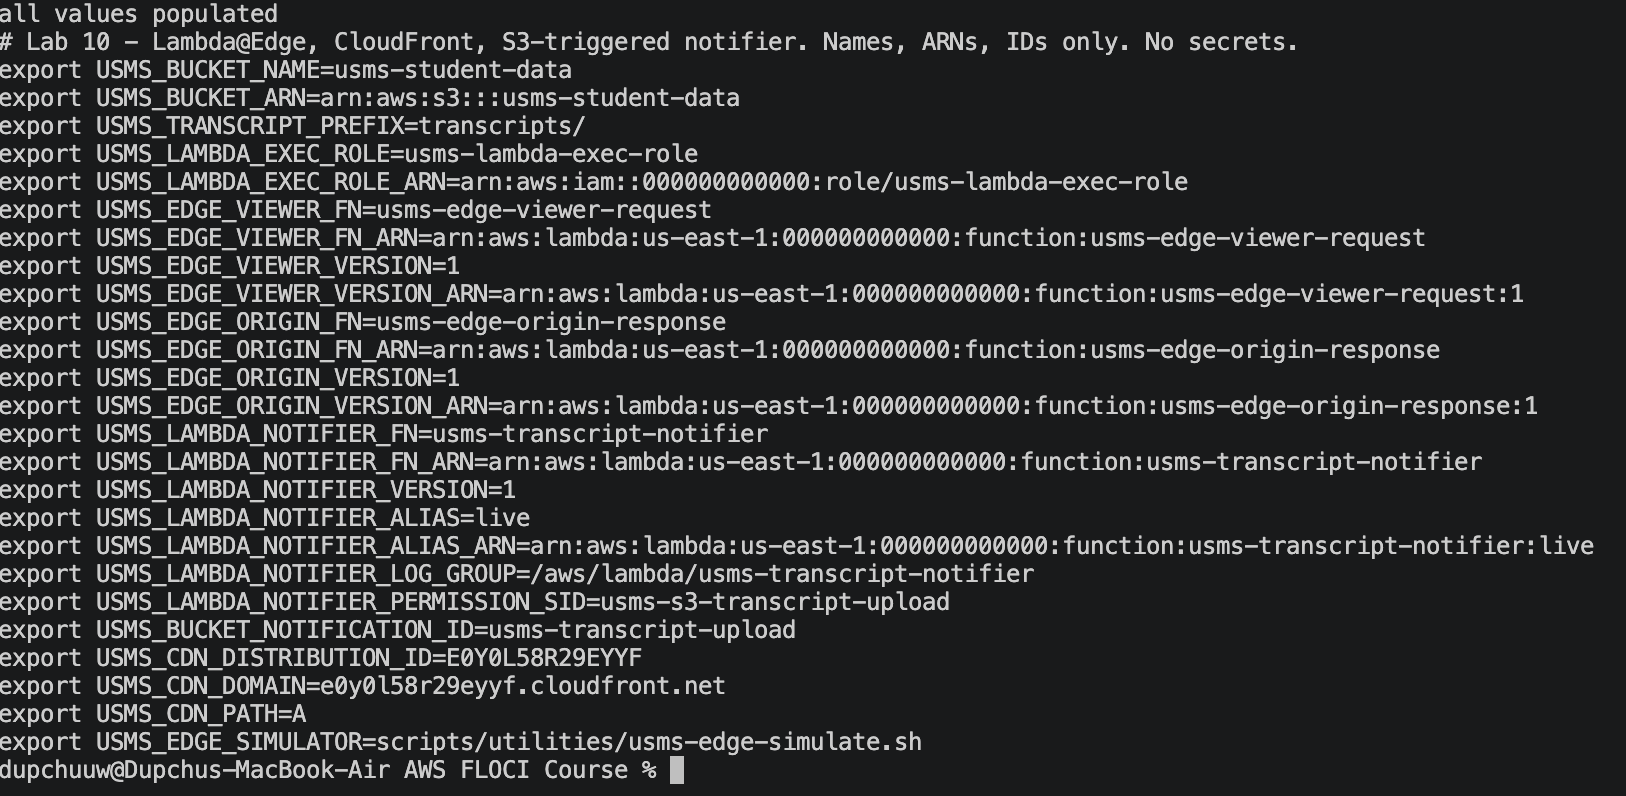 all values populated
# Lab 10 - Lambda@Edge, CloudFront, S3-triggered notifier. Names, ARNs, IDs only. No secrets.
export USMS_BUCKET_NAME=usms-student-data
export USMS_BUCKET_ARN=arn:aws:s3:::usms-student-data
export USMS_TRANSCRIPT_PREFIX=transcripts/
export USMS_LAMBDA_EXEC_ROLE=usms-lambda-exec-role
export USMS_LAMBDA_EXEC_ROLE_ARN=arn:aws:iam::000000000000:role/usms-lambda-exec-role
export USMS_EDGE_VIEWER_FN=usms-edge-viewer-request
export USMS_EDGE_VIEWER_FN_ARN=arn:aws:lambda:us-east-1:000000000000:function:usms-edge-viewer-request
export USMS_EDGE_VIEWER_VERSION=1
export USMS_EDGE_VIEWER_VERSION_ARN=arn:aws:lambda:us-east-1:000000000000:function:usms-edge-viewer-request:1
export USMS_EDGE_ORIGIN_FN=usms-edge-origin-response
export USMS_EDGE_ORIGIN_FN_ARN=arn:aws:lambda:us-east-1:000000000000:function:usms-edge-origin-response
export USMS_EDGE_ORIGIN_VERSION=1
export USMS_EDGE_ORIGIN_VERSION_ARN=arn:aws:lambda:us-east-1:000000000000:function:usms-edge-origin-response:1
export USMS_LAMBDA_NOTIFIER_FN=usms-transcript-notifier
export USMS_LAMBDA_NOTIFIER_FN_ARN=arn:aws:lambda:us-east-1:000000000000:function:usms-transcript-notifier
export USMS_LAMBDA_NOTIFIER_VERSION=1
export USMS_LAMBDA_NOTIFIER_ALIAS=live
export USMS_LAMBDA_NOTIFIER_ALIAS_ARN=arn:aws:lambda:us-east-1:000000000000:function:usms-transcript-notifier:live
export USMS_LAMBDA_NOTIFIER_LOG_GROUP=/aws/lambda/usms-transcript-notifier
export USMS_LAMBDA_NOTIFIER_PERMISSION_SID=usms-s3-transcript-upload
export USMS_BUCKET_NOTIFICATION_ID=usms-transcript-upload
export USMS_CDN_DISTRIBUTION_ID=E0Y0L58R29EYYF
export USMS_CDN_DOMAIN=e0y0l58r29eyyf.cloudfront.net
export USMS_CDN_PATH=A
export USMS_EDGE_SIMULATOR=scripts/utilities/usms-edge-simulate.sh
dupchuuw@Dupchus-MacBook-Air AWS FLOCI Course %